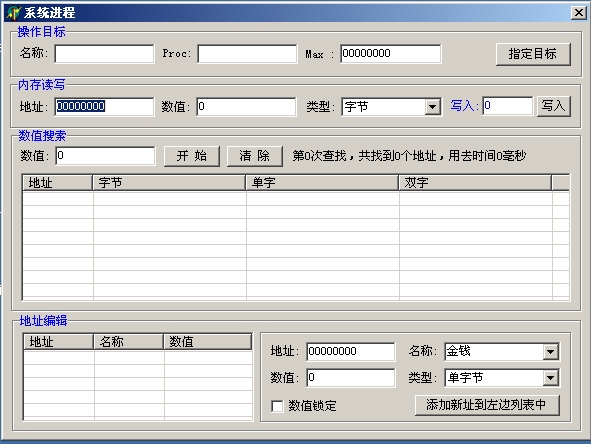 系统进程
操作目标
名称: Proc: Max : 00000000 指定目标
内存读写
地址: 00000000 数值: 0 类型: 字节 写入: 0 写入
数值搜索
数值: 0 开 始 清 除 第0次查找，共找到0个地址，用去时间0毫秒
地址 字节 单字 双字
地址编辑
地址 名称 数值
地址: 00000000 名称: 金钱
数值: 0 类型: 单字节
数值锁定 添加新址到左边列表中